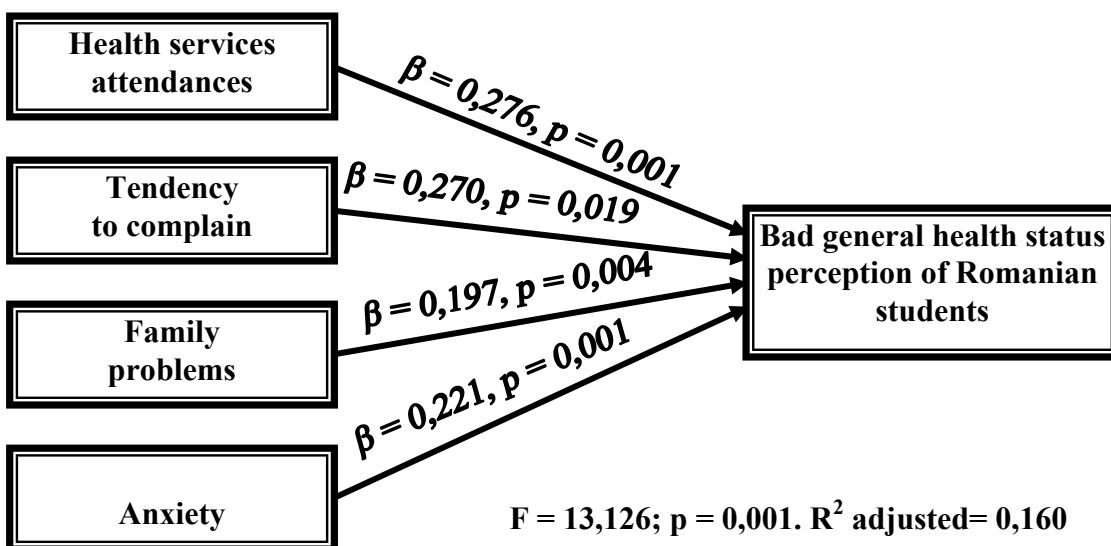 Health services
attendances
β = 0,276, p = 0,001
Tendency
to complain
β = 0,270, p = 0,019
Bad general health status
perception of Romanian
students
Family
problems
β = 0,197, p = 0,004
Anxiety
β = 0,221, p = 0,001
F = 13,126; p = 0,001. R² adjusted= 0,160